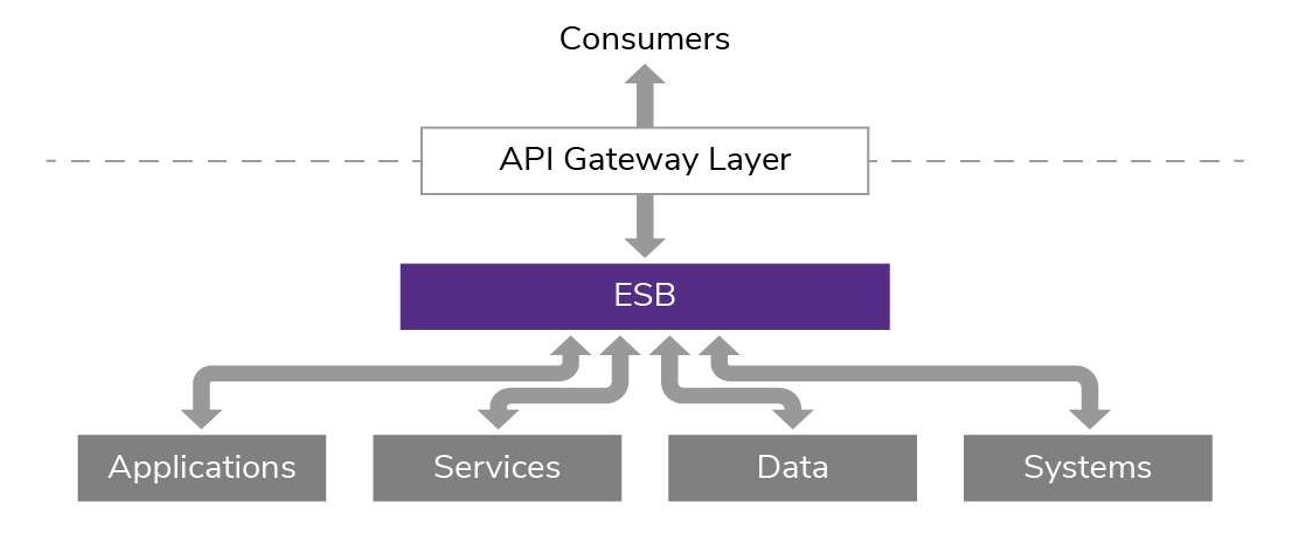 Consumers
API Gateway Layer
ESB
Applications
Services
Data
Systems